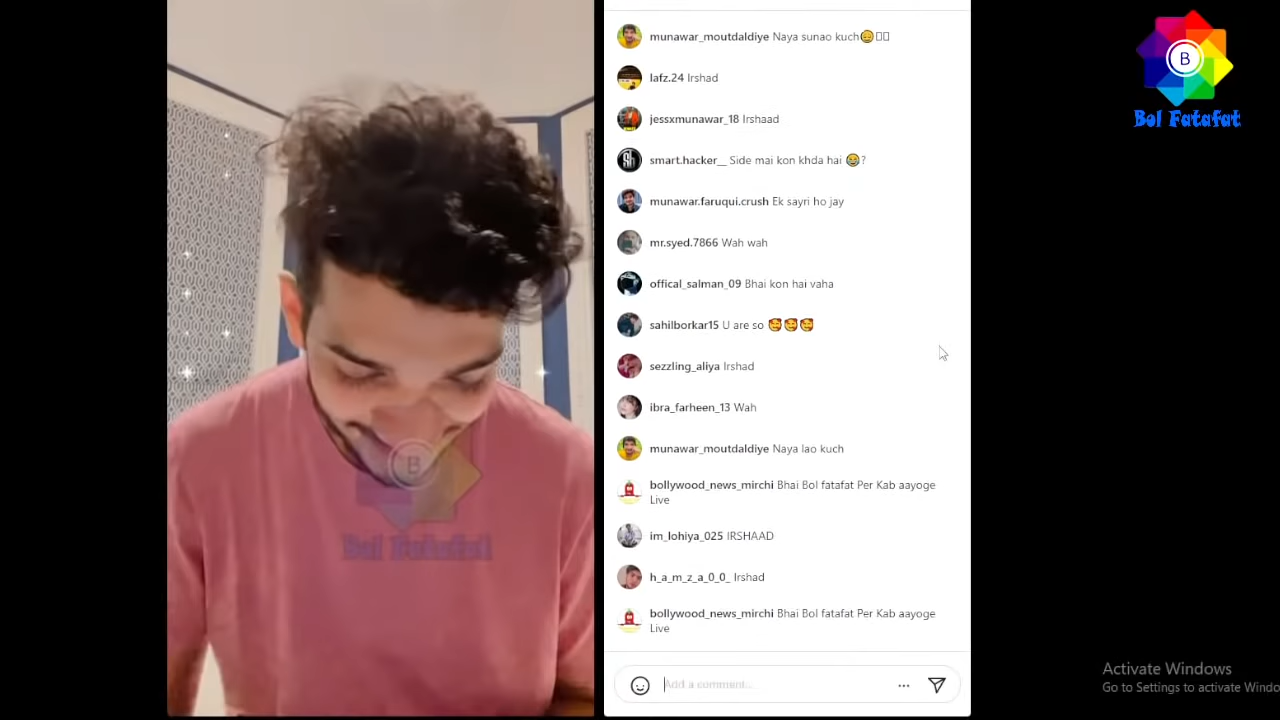 munawar_moutdaldiye Naya sunao kuch😑
lafz.24 Irshad
jessxmunawar_18 Irshaad
smart.hacker__ Side mai kon khda hai 😂?
munawar.faruqui.crush Ek sayri ho jay
mr.syed.7866 Wah wah
offical_salman_09 Bhai kon hai vaha
sahilborkar15 U are so 🥰🥰🥰
sezzling_aliya Irshad
ibra_farheen_13 Wah
munawar_moutdaldiye Naya lao kuch
bollywood_news_mirchi Bhai Bol fatafat Per Kab aayoge
Live
im_lohiya_025 IRSHAAD
h_a_m_z_a_0_0_ Irshad
bollywood_news_mirchi Bhai Bol fatafat Per Kab aayoge
Live
Add a comment...
B
Bol Fatafat
B
Bol Fatafat
Activate Windows
Go to Settings to activate Windo